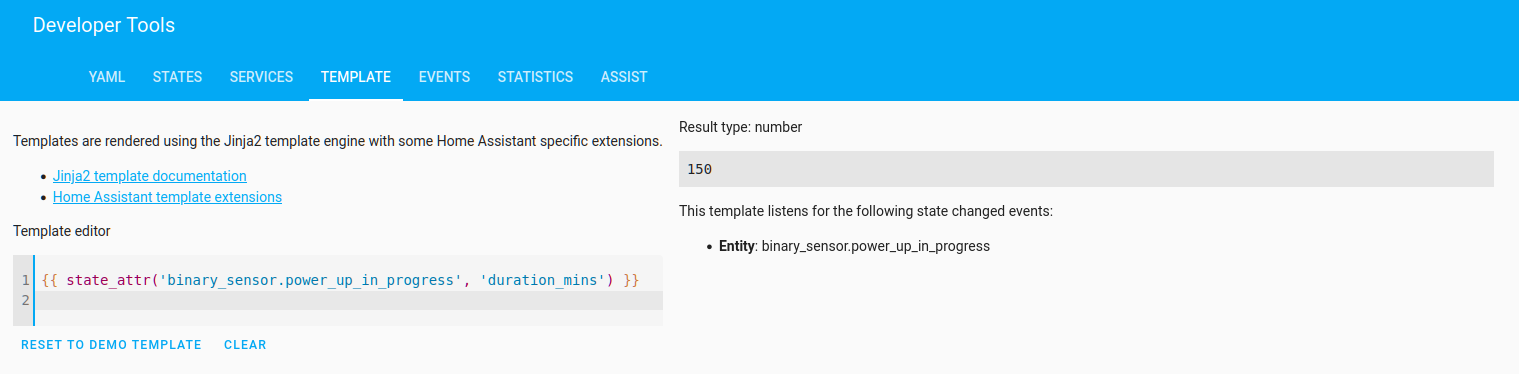 Developer Tools
YAML STATES SERVICES TEMPLATE EVENTS STATISTICS ASSIST
Templates are rendered using the Jinja2 template engine with some Home Assistant specific extensions.
• Jinja2 template documentation
• Home Assistant template extensions
Template editor
1 {{ state_attr('binary_sensor.power_up_in_progress', 'duration_mins') }}
2
RESET TO DEMO TEMPLATE CLEAR
Result type: number
150
This template listens for the following state changed events:
• Entity: binary_sensor.power_up_in_progress